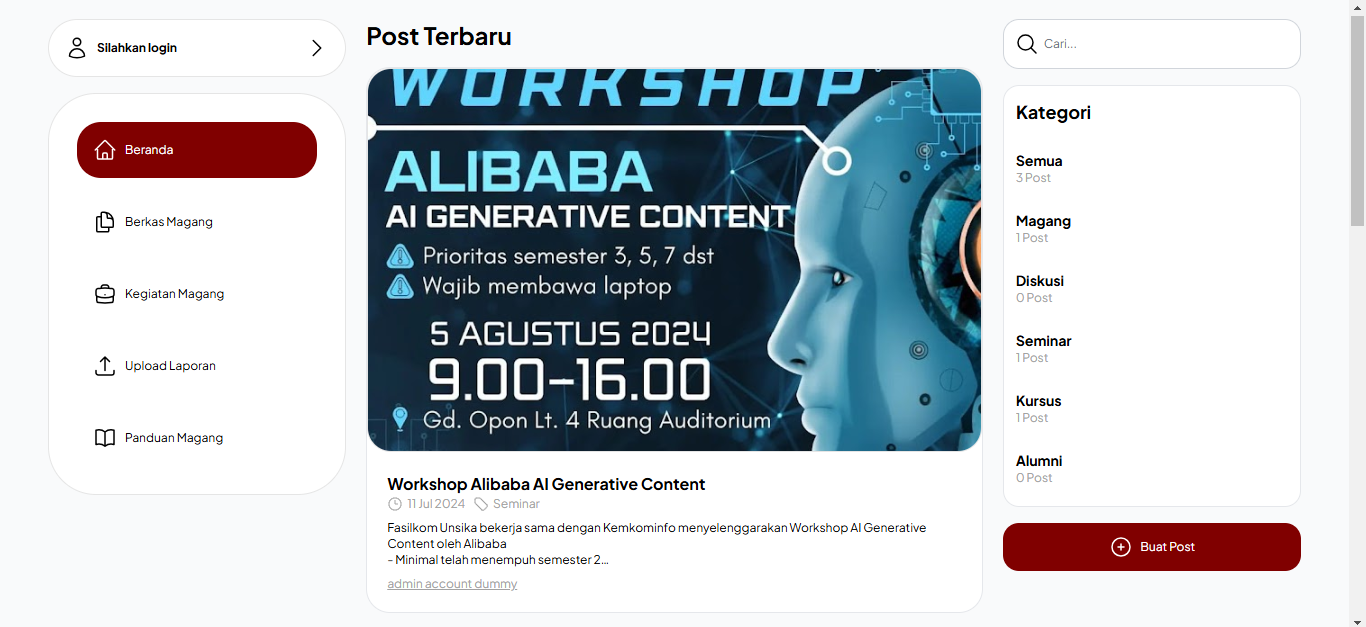 Silahkan login
Beranda
Berkas Magang
Kegiatan Magang
Upload Laporan
Panduan Magang
Post Terbaru
WORKSHOP
ALIBABA
AI GENERATIVE CONTENT
Prioritas semester 3, 5, 7 dst
Wajib membawa laptop
5 AGUSTUS 2024
9.00-16.00
Gd. Opon Lt. 4 Ruang Auditorium
Workshop Alibaba AI Generative Content
11 Jul 2024 Seminar
Fasilkom Unsika bekerja sama dengan Kemkominfo menyelenggarakan Workshop AI Generative
Content oleh Alibaba
- Minimal telah menempuh semester 2...
admin account dummy
Cari...
Kategori
Semua
3 Post
Magang
1 Post
Diskusi
0 Post
Seminar
1 Post
Kursus
1 Post
Alumni
0 Post
Buat Post